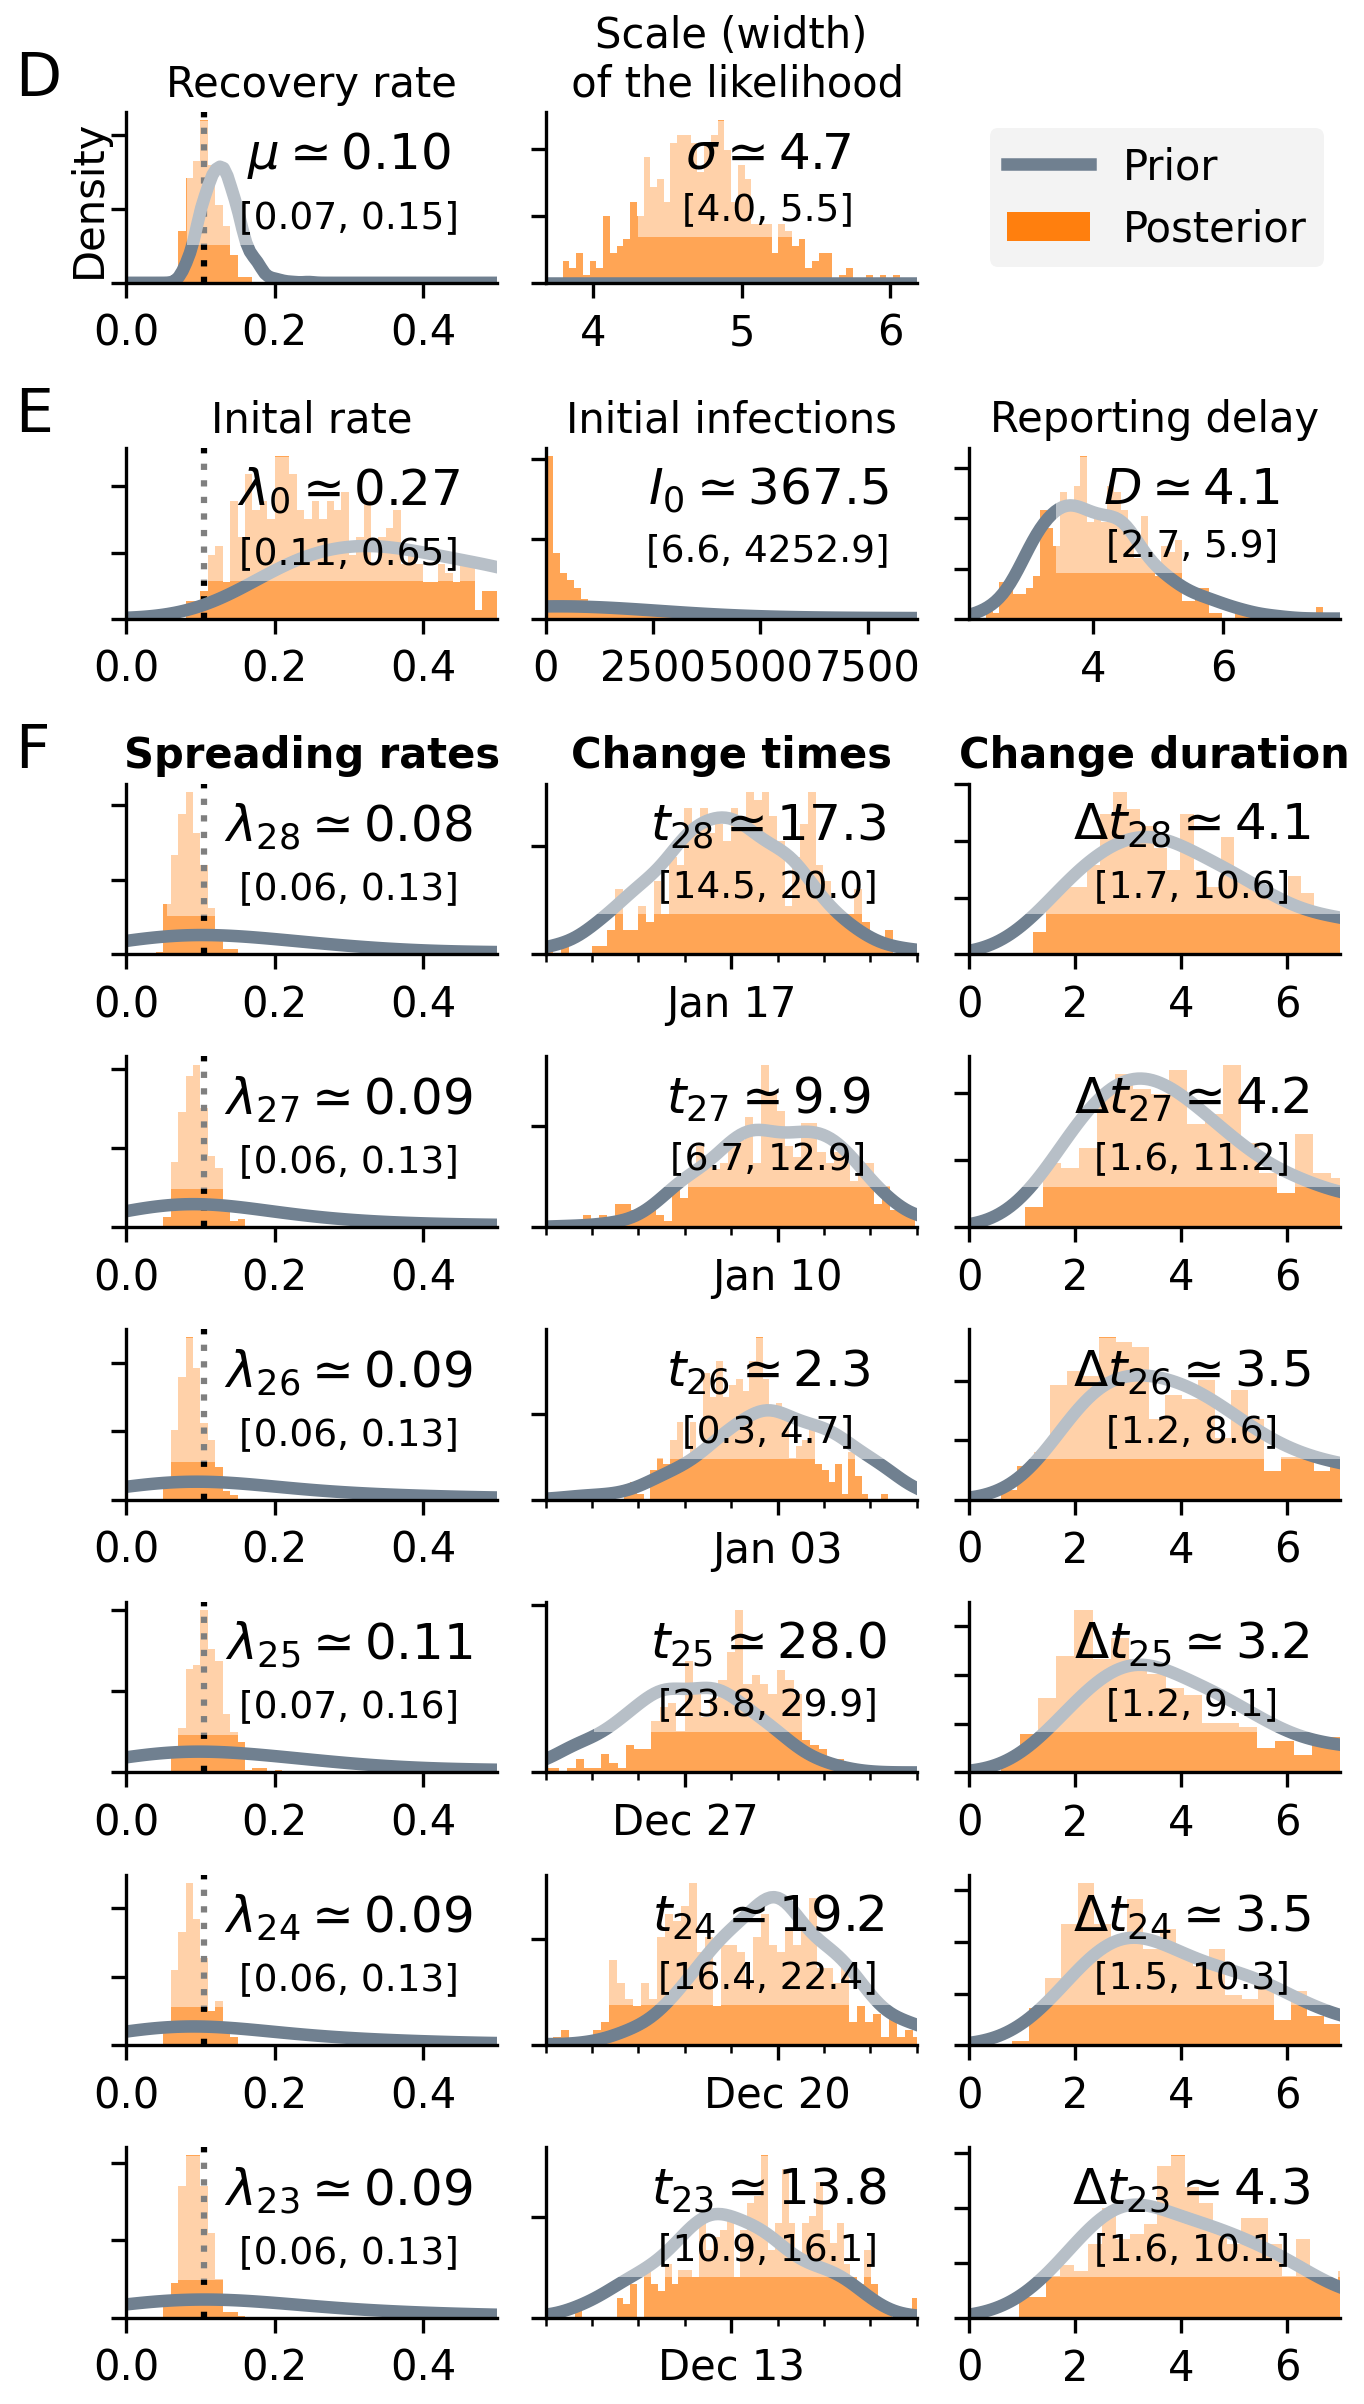 D
Recovery rate
Scale (width)
of the likelihood
Density
μ ≃ 0.10
[0.07, 0.15]
0.0 0.2 0.4
σ ≃ 4.7
[4.0, 5.5]
4 5 6
Prior
Posterior
E
Inital rate
λ0 ≃ 0.27
[0.11, 0.65]
0.0 0.2 0.4
Initial infections
I0 ≃ 367.5
[6.6, 4252.9]
0 2500 5000 7500
Reporting delay
D ≃ 4.1
[2.7, 5.9]
4 6
F
Spreading rates Change times Change duration
λ28 ≃ 0.08
[0.06, 0.13]
0.0 0.2 0.4
t28 ≃ 17.3
[14.5, 20.0]
Jan 17
Δt28 ≃ 4.1
[1.7, 10.6]
0 2 4 6
λ27 ≃ 0.09
[0.06, 0.13]
0.0 0.2 0.4
t27 ≃ 9.9
[6.7, 12.9]
Jan 10
Δt27 ≃ 4.2
[1.6, 11.2]
0 2 4 6
λ26 ≃ 0.09
[0.06, 0.13]
0.0 0.2 0.4
t26 ≃ 2.3
[0.3, 4.7]
Jan 03
Δt26 ≃ 3.5
[1.2, 8.6]
0 2 4 6
λ25 ≃ 0.11
[0.07, 0.16]
0.0 0.2 0.4
t25 ≃ 28.0
[23.8, 29.9]
Dec 27
Δt25 ≃ 3.2
[1.2, 9.1]
0 2 4 6
λ24 ≃ 0.09
[0.06, 0.13]
0.0 0.2 0.4
t24 ≃ 19.2
[16.4, 22.4]
Dec 20
Δt24 ≃ 3.5
[1.5, 10.3]
0 2 4 6
λ23 ≃ 0.09
[0.06, 0.13]
0.0 0.2 0.4
t23 ≃ 13.8
[10.9, 16.1]
Dec 13
Δt23 ≃ 4.3
[1.6, 10.1]
0 2 4 6